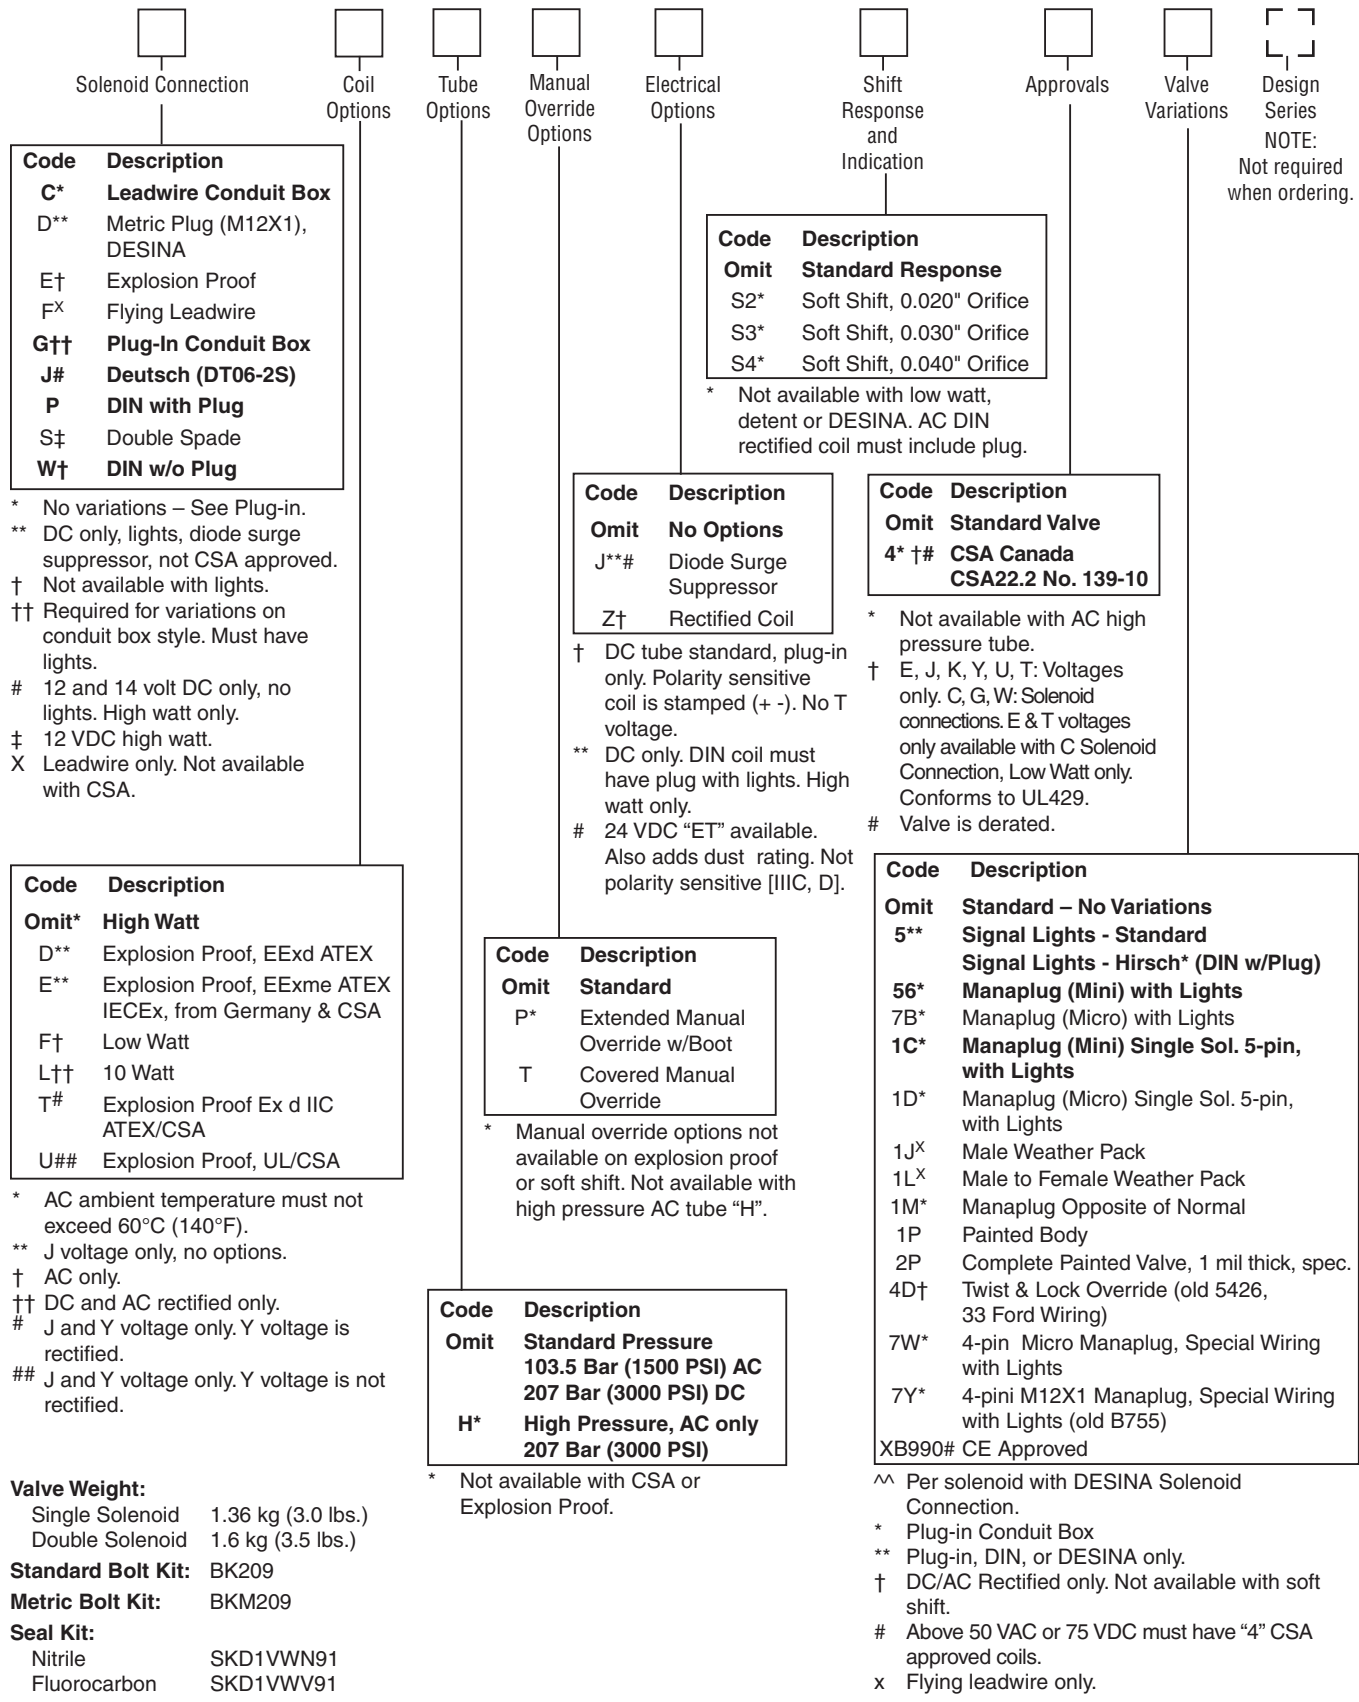 Solenoid Connection
Coil
Options
Tube
Options
Manual
Override
Options
Electrical
Options
Shift
Response
and
Indication
Approvals
Valve
Variations
Design
Series
NOTE:
Not required
when ordering.
Code Description
C* Leadwire Conduit Box
D** Metric Plug (M12X1),
DESINA
E† Explosion Proof
FX Flying Leadwire
G†† Plug-In Conduit Box
J# Deutsch (DT06-2S)
P DIN with Plug
S‡ Double Spade
W† DIN w/o Plug
* No variations – See Plug-in.
** DC only, lights, diode surge
suppressor, not CSA approved.
† Not available with lights.
†† Required for variations on
conduit box style. Must have
lights.
# 12 and 14 volt DC only, no
lights. High watt only.
‡ 12 VDC high watt.
X Leadwire only. Not available
with CSA.
Code Description
Omit Standard Response
S2* Soft Shift, 0.020" Orifice
S3* Soft Shift, 0.030" Orifice
S4* Soft Shift, 0.040" Orifice
* Not available with low watt,
detent or DESINA. AC DIN
rectified coil must include plug.
Code Description
Omit No Options
J**# Diode Surge
Suppressor
Z† Rectified Coil
† DC tube standard, plug-in
only. Polarity sensitive
coil is stamped (+ -). No T
voltage.
** DC only. DIN coil must
have plug with lights. High
watt only.
# 24 VDC “ET” available.
Also adds dust rating. Not
polarity sensitive [IIIC, D].
Code Description
Omit Standard Valve
4* †# CSA Canada
CSA22.2 No. 139-10
* Not available with AC high
pressure tube.
† E, J, K, Y, U, T: Voltages
only. C, G, W: Solenoid
connections. E & T voltages
only available with C Solenoid
Connection, Low Watt only.
Conforms to UL429.
# Valve is derated.
Code Description
Omit* High Watt
D** Explosion Proof, EExd ATEX
E** Explosion Proof, EExme ATEX
IECEx, from Germany & CSA
F† Low Watt
L†† 10 Watt
T# Explosion Proof Ex d IIC
ATEX/CSA
U## Explosion Proof, UL/CSA
* AC ambient temperature must not
exceed 60°C (140°F).
** J voltage only, no options.
† AC only.
†† DC and AC rectified only.
# J and Y voltage only. Y voltage is
rectified.
## J and Y voltage only. Y voltage is not
rectified.
Code Description
Omit Standard
P* Extended Manual
Override w/Boot
T Covered Manual
Override
* Manual override options not
available on explosion proof
or soft shift. Not available with
high pressure AC tube “H”.
Code Description
Omit Standard Pressure
103.5 Bar (1500 PSI) AC
207 Bar (3000 PSI) DC
H* High Pressure, AC only
207 Bar (3000 PSI)
* Not available with CSA or
Explosion Proof.
Code Description
Omit Standard – No Variations
5** Signal Lights - Standard
Signal Lights - Hirsch* (DIN w/Plug)
56* Manaplug (Mini) with Lights
7B* Manaplug (Micro) with Lights
1C* Manaplug (Mini) Single Sol. 5-pin,
with Lights
1D* Manaplug (Micro) Single Sol. 5-pin,
with Lights
1JX Male Weather Pack
1LX Male to Female Weather Pack
1M* Manaplug Opposite of Normal
1P Painted Body
2P Complete Painted Valve, 1 mil thick, spec.
4D† Twist & Lock Override (old 5426,
33 Ford Wiring)
7W* 4-pin Micro Manaplug, Special Wiring
with Lights
7Y* 4-pini M12X1 Manaplug, Special Wiring
with Lights (old B755)
XB990# CE Approved
^^ Per solenoid with DESINA Solenoid
Connection.
* Plug-in Conduit Box
** Plug-in, DIN, or DESINA only.
† DC/AC Rectified only. Not available with soft
shift.
# Above 50 VAC or 75 VDC must have “4” CSA
approved coils.
x Flying leadwire only.
Valve Weight:
Single Solenoid 1.36 kg (3.0 lbs.)
Double Solenoid 1.6 kg (3.5 lbs.)
Standard Bolt Kit: BK209
Metric Bolt Kit: BKM209
Seal Kit:
Nitrile SKD1VWN91
Fluorocarbon SKD1VWV91